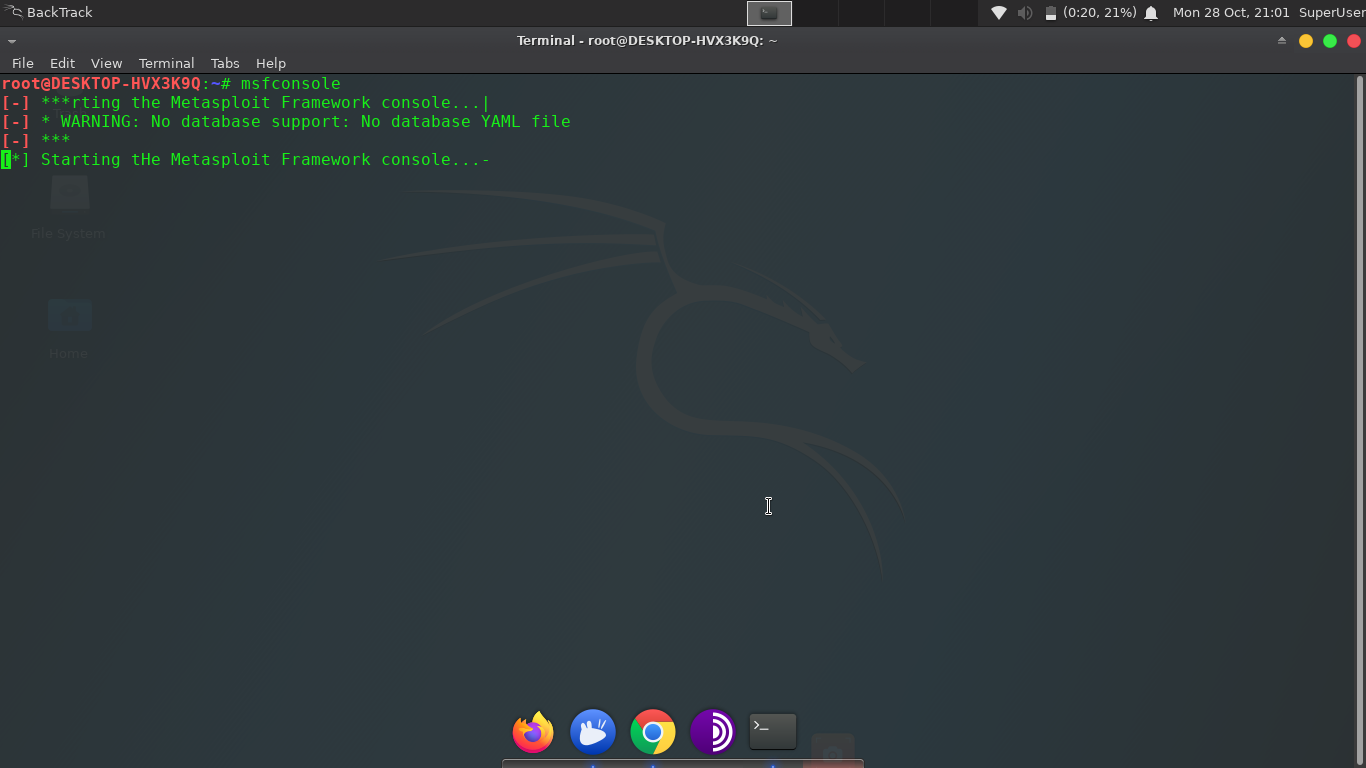 BackTrack
(0:20, 21%)
Mon 28 Oct, 21:01
SuperUser
Terminal - root@DESKTOP-HVX3K9Q: ~
File Edit View Terminal Tabs Help
root@DESKTOP-HVX3K9Q:~# msfconsole
[-] ***rting the Metasploit Framework console...|
[-] * WARNING: No database support: No database YAML file
[-] ***
[*] Starting tHe Metasploit Framework console...-
File System
Home
>_